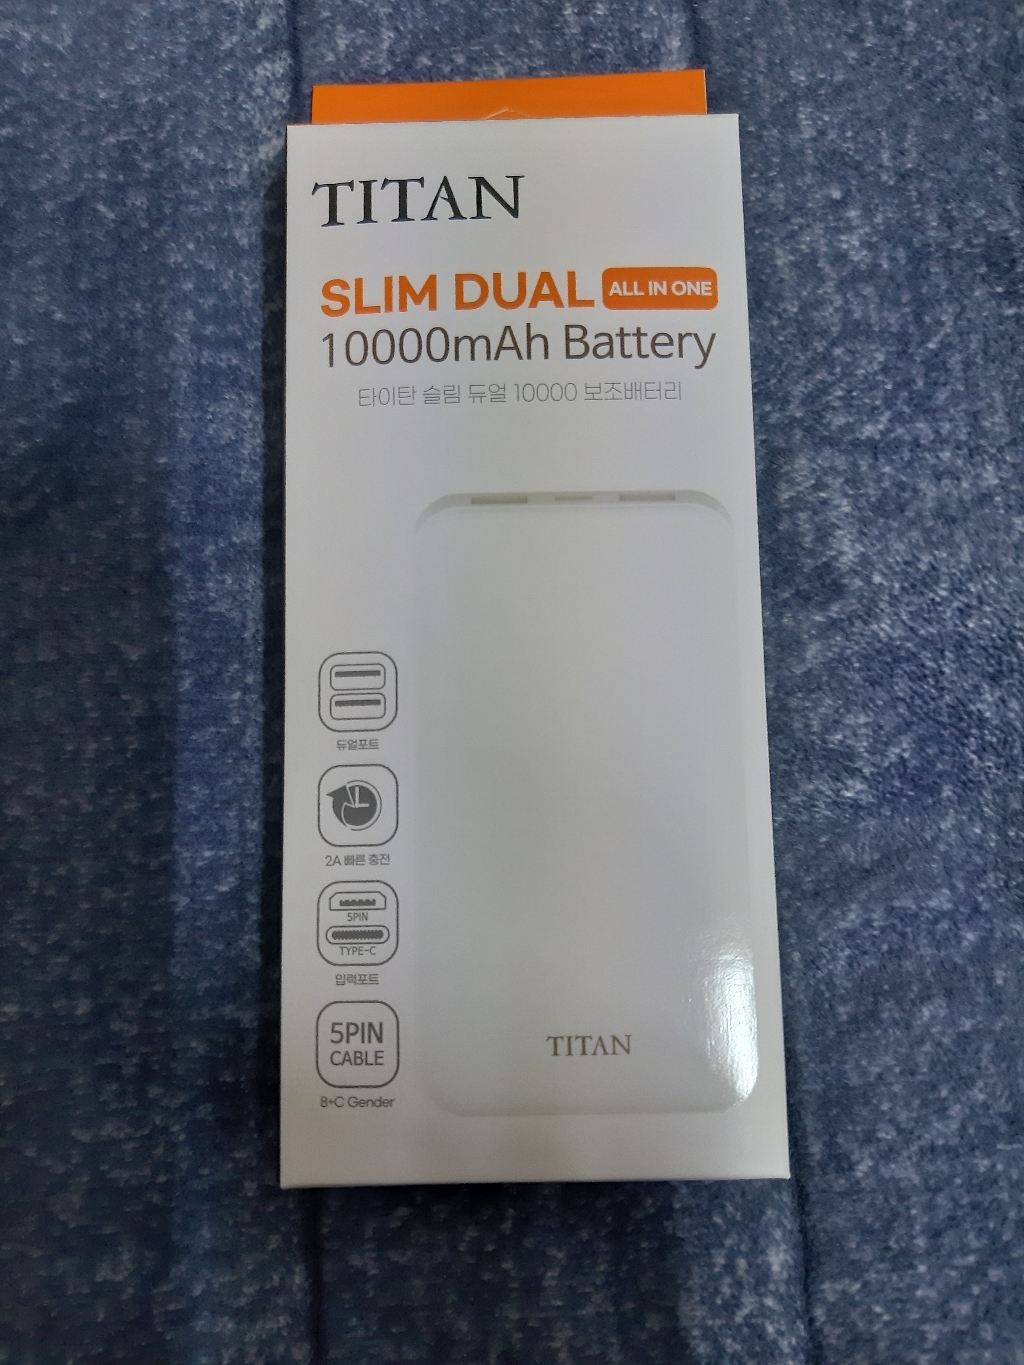 TITAN
SLIM DUAL ALL IN ONE
10000mAh Battery
타이탄 슬림 듀얼 10000 보조배터리
듀얼포트
2A 빠른 충전
5PIN
TYPE-C
입력포트
5PIN
CABLE
8+C Gender
TITAN